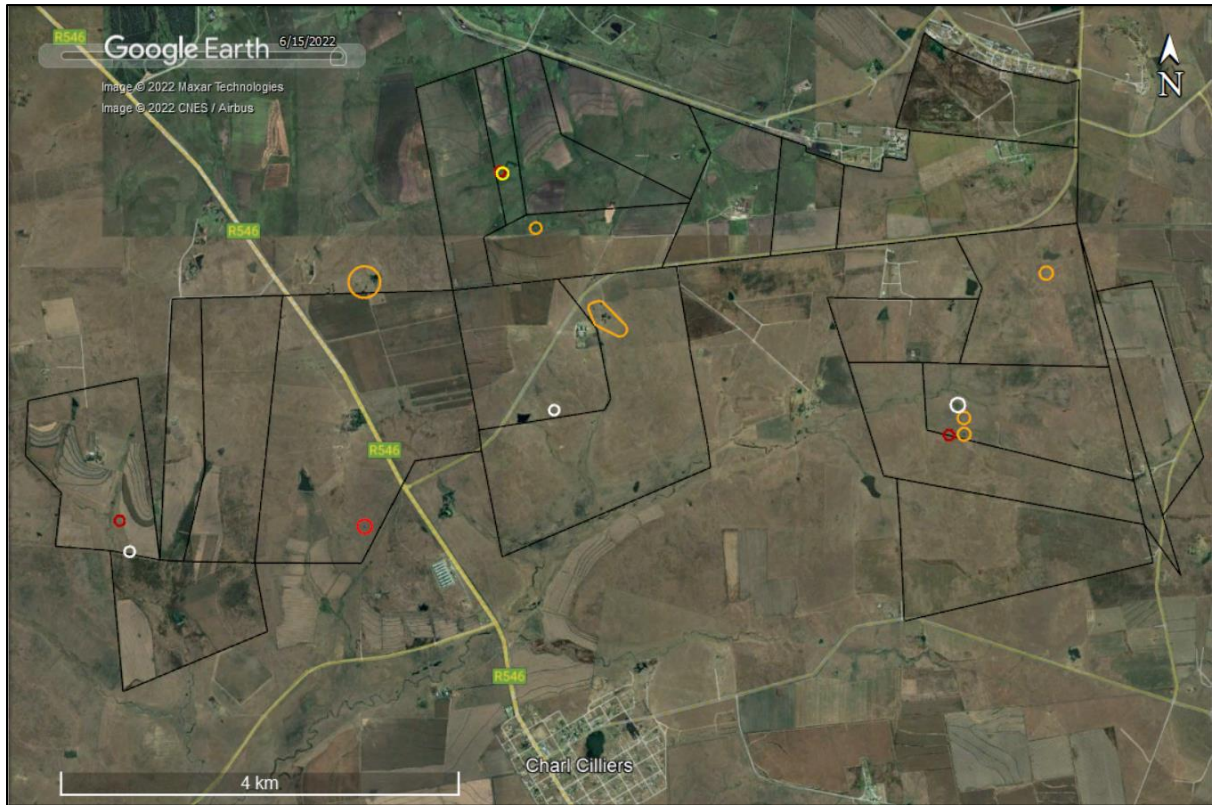 R546
Google Earth
6/15/2022
Image © 2022 Maxar Technologies
Image © 2022 CNES / Airbus
N
R546
R546
R546
Charl Cilliers
4 km